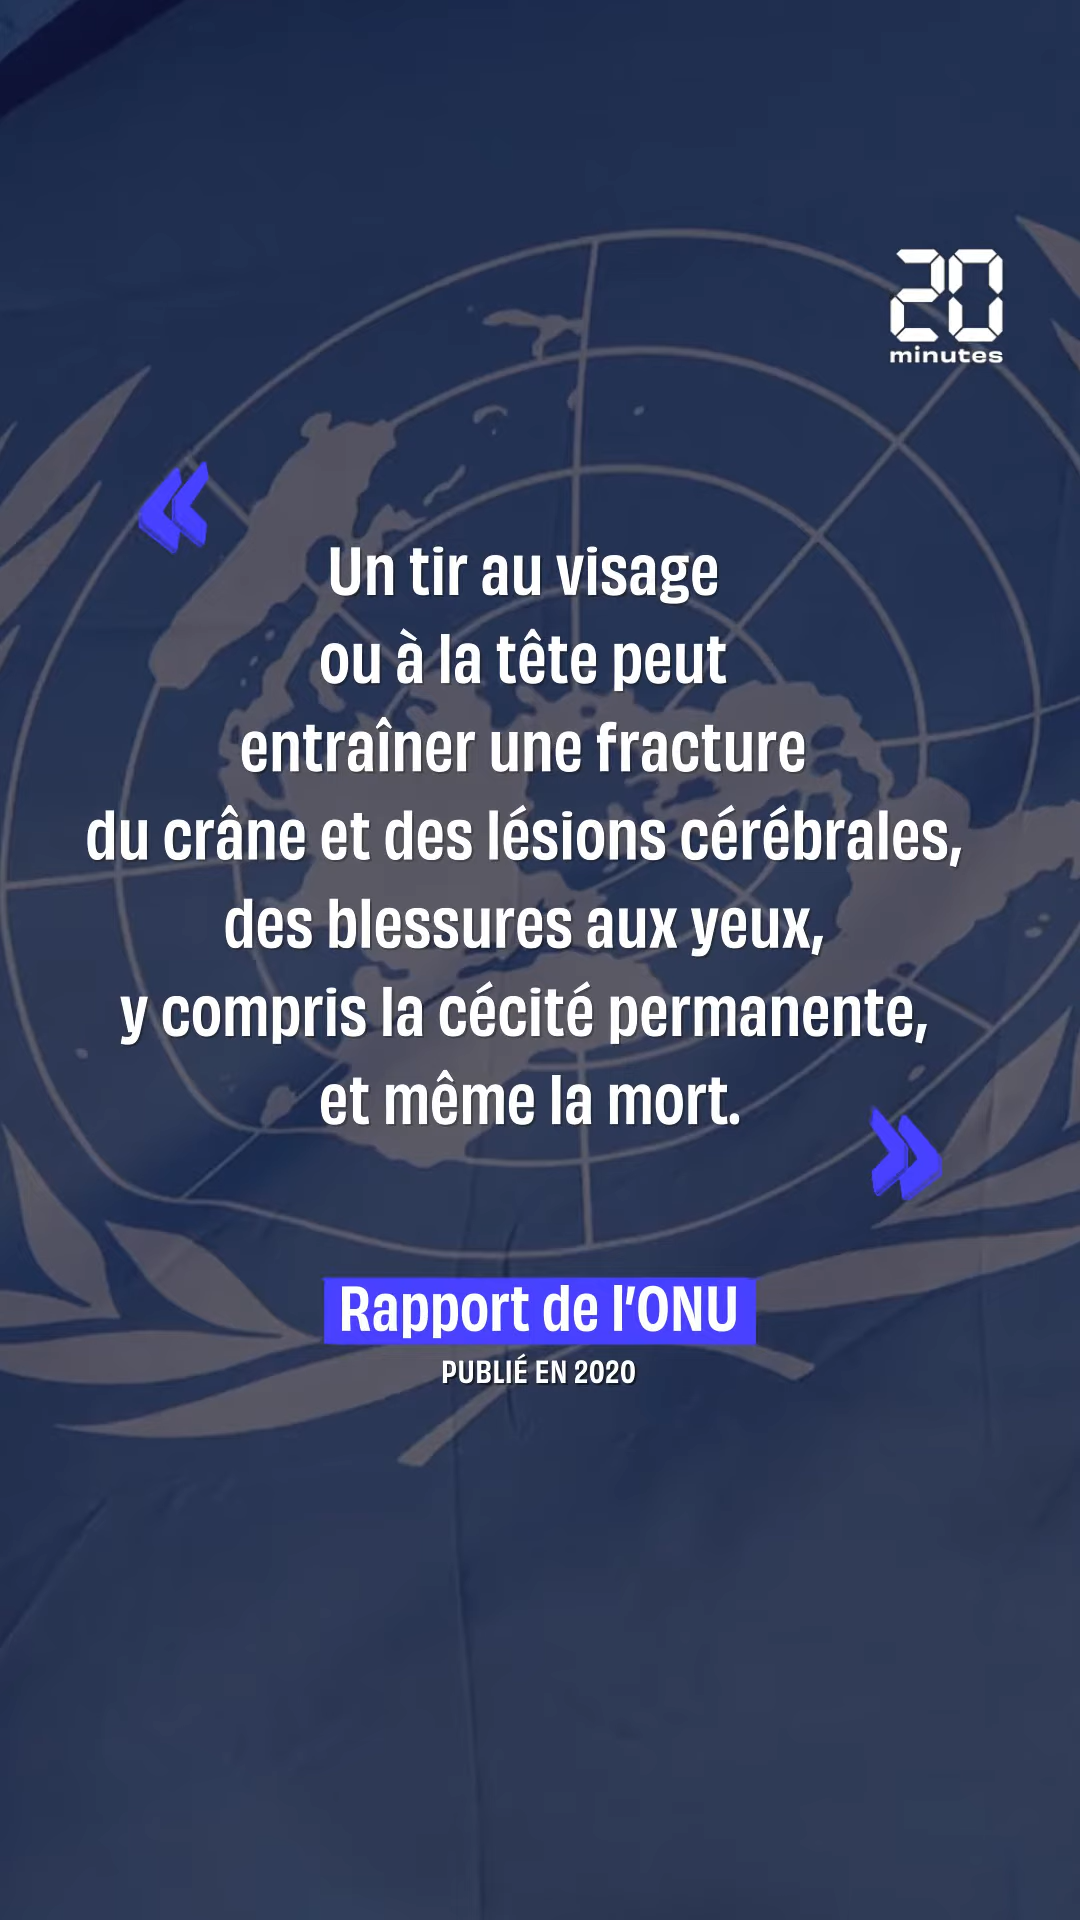 20
minutes
«
Un tir au visage
ou à la tête peut
entraîner une fracture
du crâne et des lésions cérébrales,
des blessures aux yeux,
y compris la cécité permanente,
et même la mort.
»
Rapport de l'ONU
PUBLIÉ EN 2020